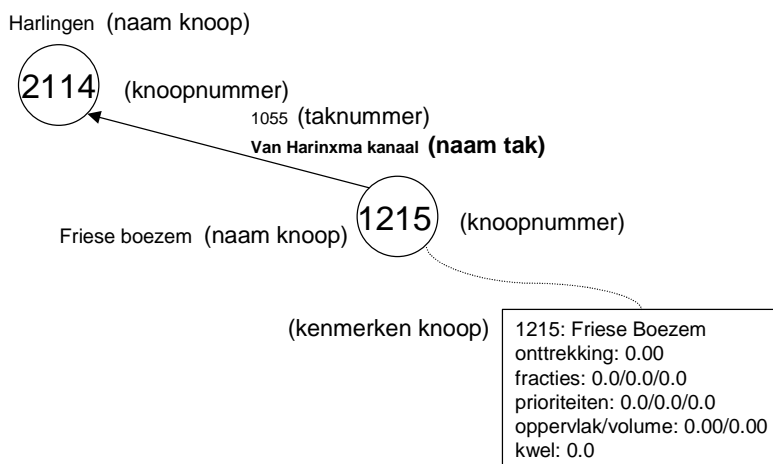 Harlingen (naam knoop)
2114 (knoopnummer)
1055 (taknummer)
Van Harinxma kanaal (naam tak)
1215 (knoopnummer)
Friese boezem (naam knoop)
(kenmerken knoop)
1215: Friese Boezem
onttrekking: 0.00
fracties: 0.0/0.0/0.0
prioriteiten: 0.0/0.0/0.0
oppervlak/volume: 0.00/0.00
kwel: 0.0